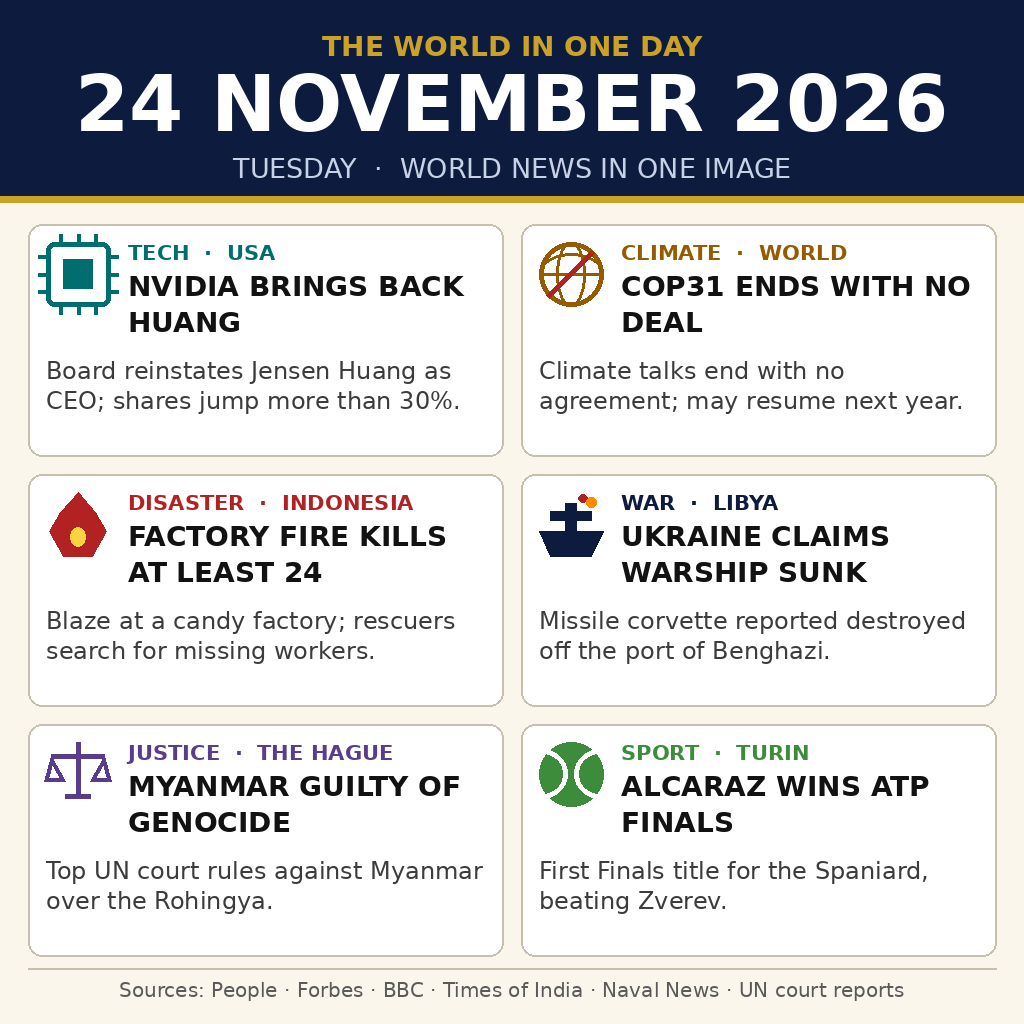 THE WORLD IN ONE DAY
24 NOVEMBER 2026
TUESDAY · WORLD NEWS IN ONE IMAGE
TECH · USA
NVIDIA BRINGS BACK
HUANG
Board reinstates Jensen Huang as
CEO; shares jump more than 30%.
CLIMATE · WORLD
COP31 ENDS WITH NO
DEAL
Climate talks end with no
agreement; may resume next year.
DISASTER · INDONESIA
FACTORY FIRE KILLS
AT LEAST 24
Blaze at a candy factory; rescuers
search for missing workers.
WAR · LIBYA
UKRAINE CLAIMS
WARSHIP SUNK
Missile corvette reported destroyed
off the port of Benghazi.
JUSTICE · THE HAGUE
MYANMAR GUILTY OF
GENOCIDE
Top UN court rules against Myanmar
over the Rohingya.
SPORT · TURIN
ALCARAZ WINS ATP
FINALS
First Finals title for the Spaniard,
beating Zverev.
Sources: People · Forbes · BBC · Times of India · Naval News · UN court reports